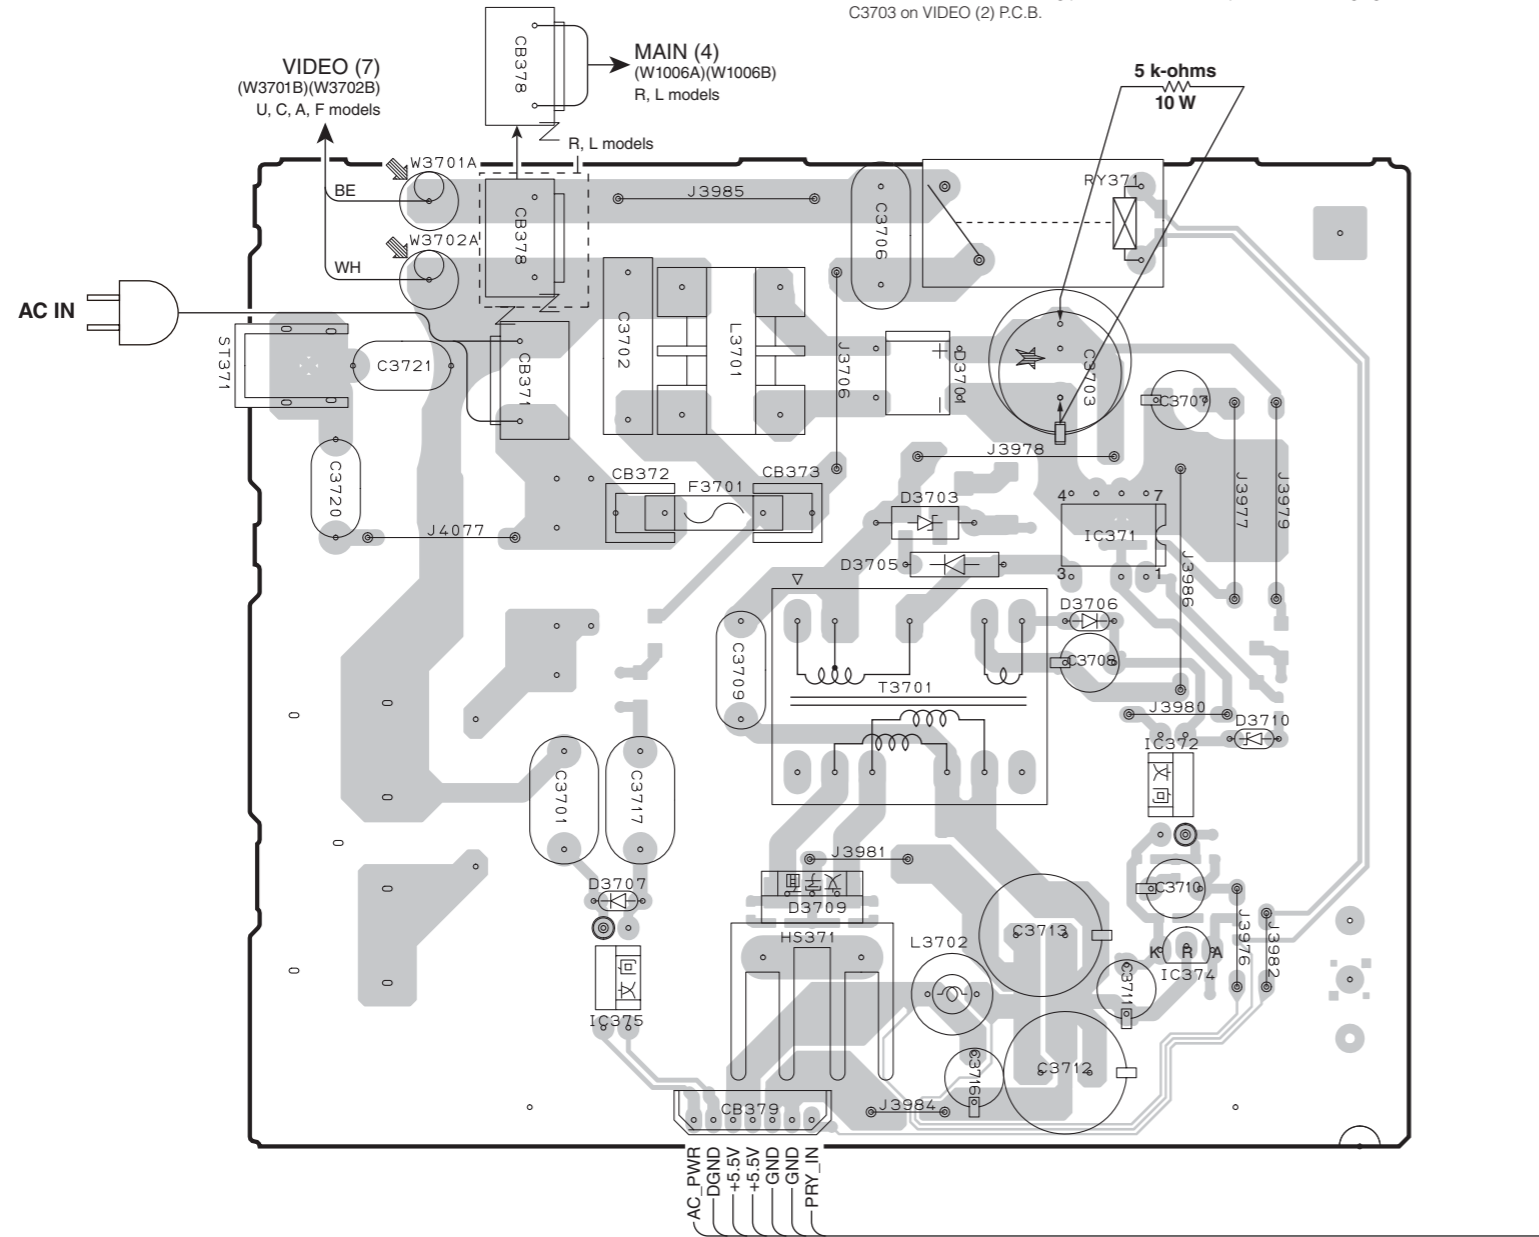 C3703 on VIDEO (2) P.C.B.
CB378
MAIN (4)
(W1006A)(W1006B)
R, L models
VIDEO (7)
(W3701B)(W3702B)
U, C, A, F models
5 k-ohms
10 W
R, L models
W3701A
BE
J3985
RY371
CB378
C3706
W3702A
WH
AC IN
ST371
C3721
CB371
C3702
L3701
J3706
D3701
C3703
C3707
J3978
C3720
CB372
F3701
CB373
D3703
4
7
J3977
J3979
J4077
IC371
D3705
3
1
J3986
D3706
C3709
C3708
T3701
J3980
D3710
IC372
C3701
C3717
J3981
D3707
D3709
C3710
HS371
L3702
C3713
K R A
IC374
J3976
J3982
C3711
IC375
C3716
C3712
CB379
J3984
AC_PWR
DGND
+5.5V
+5.5V
GND
GND
PRY_IN